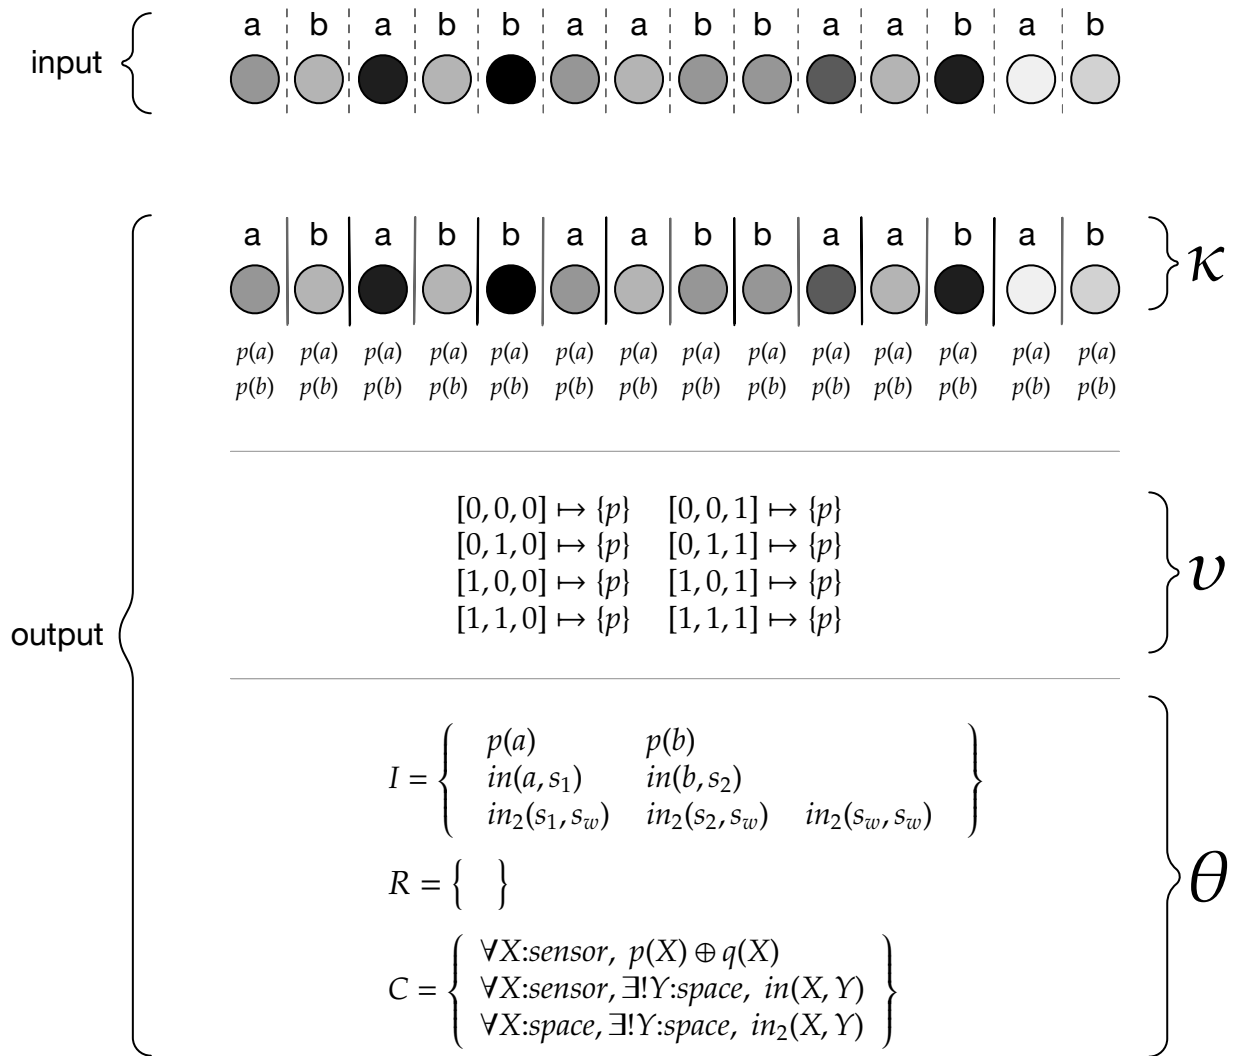 a b a b b a a b b a a b a b
input
a b a b b a a b b a a b a b
κ
p(a) p(a) p(a) p(a) p(a) p(a) p(a) p(a) p(a) p(a) p(a) p(a) p(a) p(a)
p(b) p(b) p(b) p(b) p(b) p(b) p(b) p(b) p(b) p(b) p(b) p(b) p(b) p(b)
[0, 0, 0] ↦ {p} [0, 0, 1] ↦ {p}
[0, 1, 0] ↦ {p} [0, 1, 1] ↦ {p}
[1, 0, 0] ↦ {p} [1, 0, 1] ↦ {p}
[1, 1, 0] ↦ {p} [1, 1, 1] ↦ {p}
υ
output
I = { p(a) p(b)
in(a, s₁) in(b, s₂)
in₂(s₁, s_w) in₂(s₂, s_w) in₂(s_w, s_w) }
R = { }
θ
C = { ∀X:sensor, p(X) ⊕ q(X)
∀X:sensor, ∃!Y:space, in(X, Y)
∀X:space, ∃!Y:space, in₂(X, Y) }